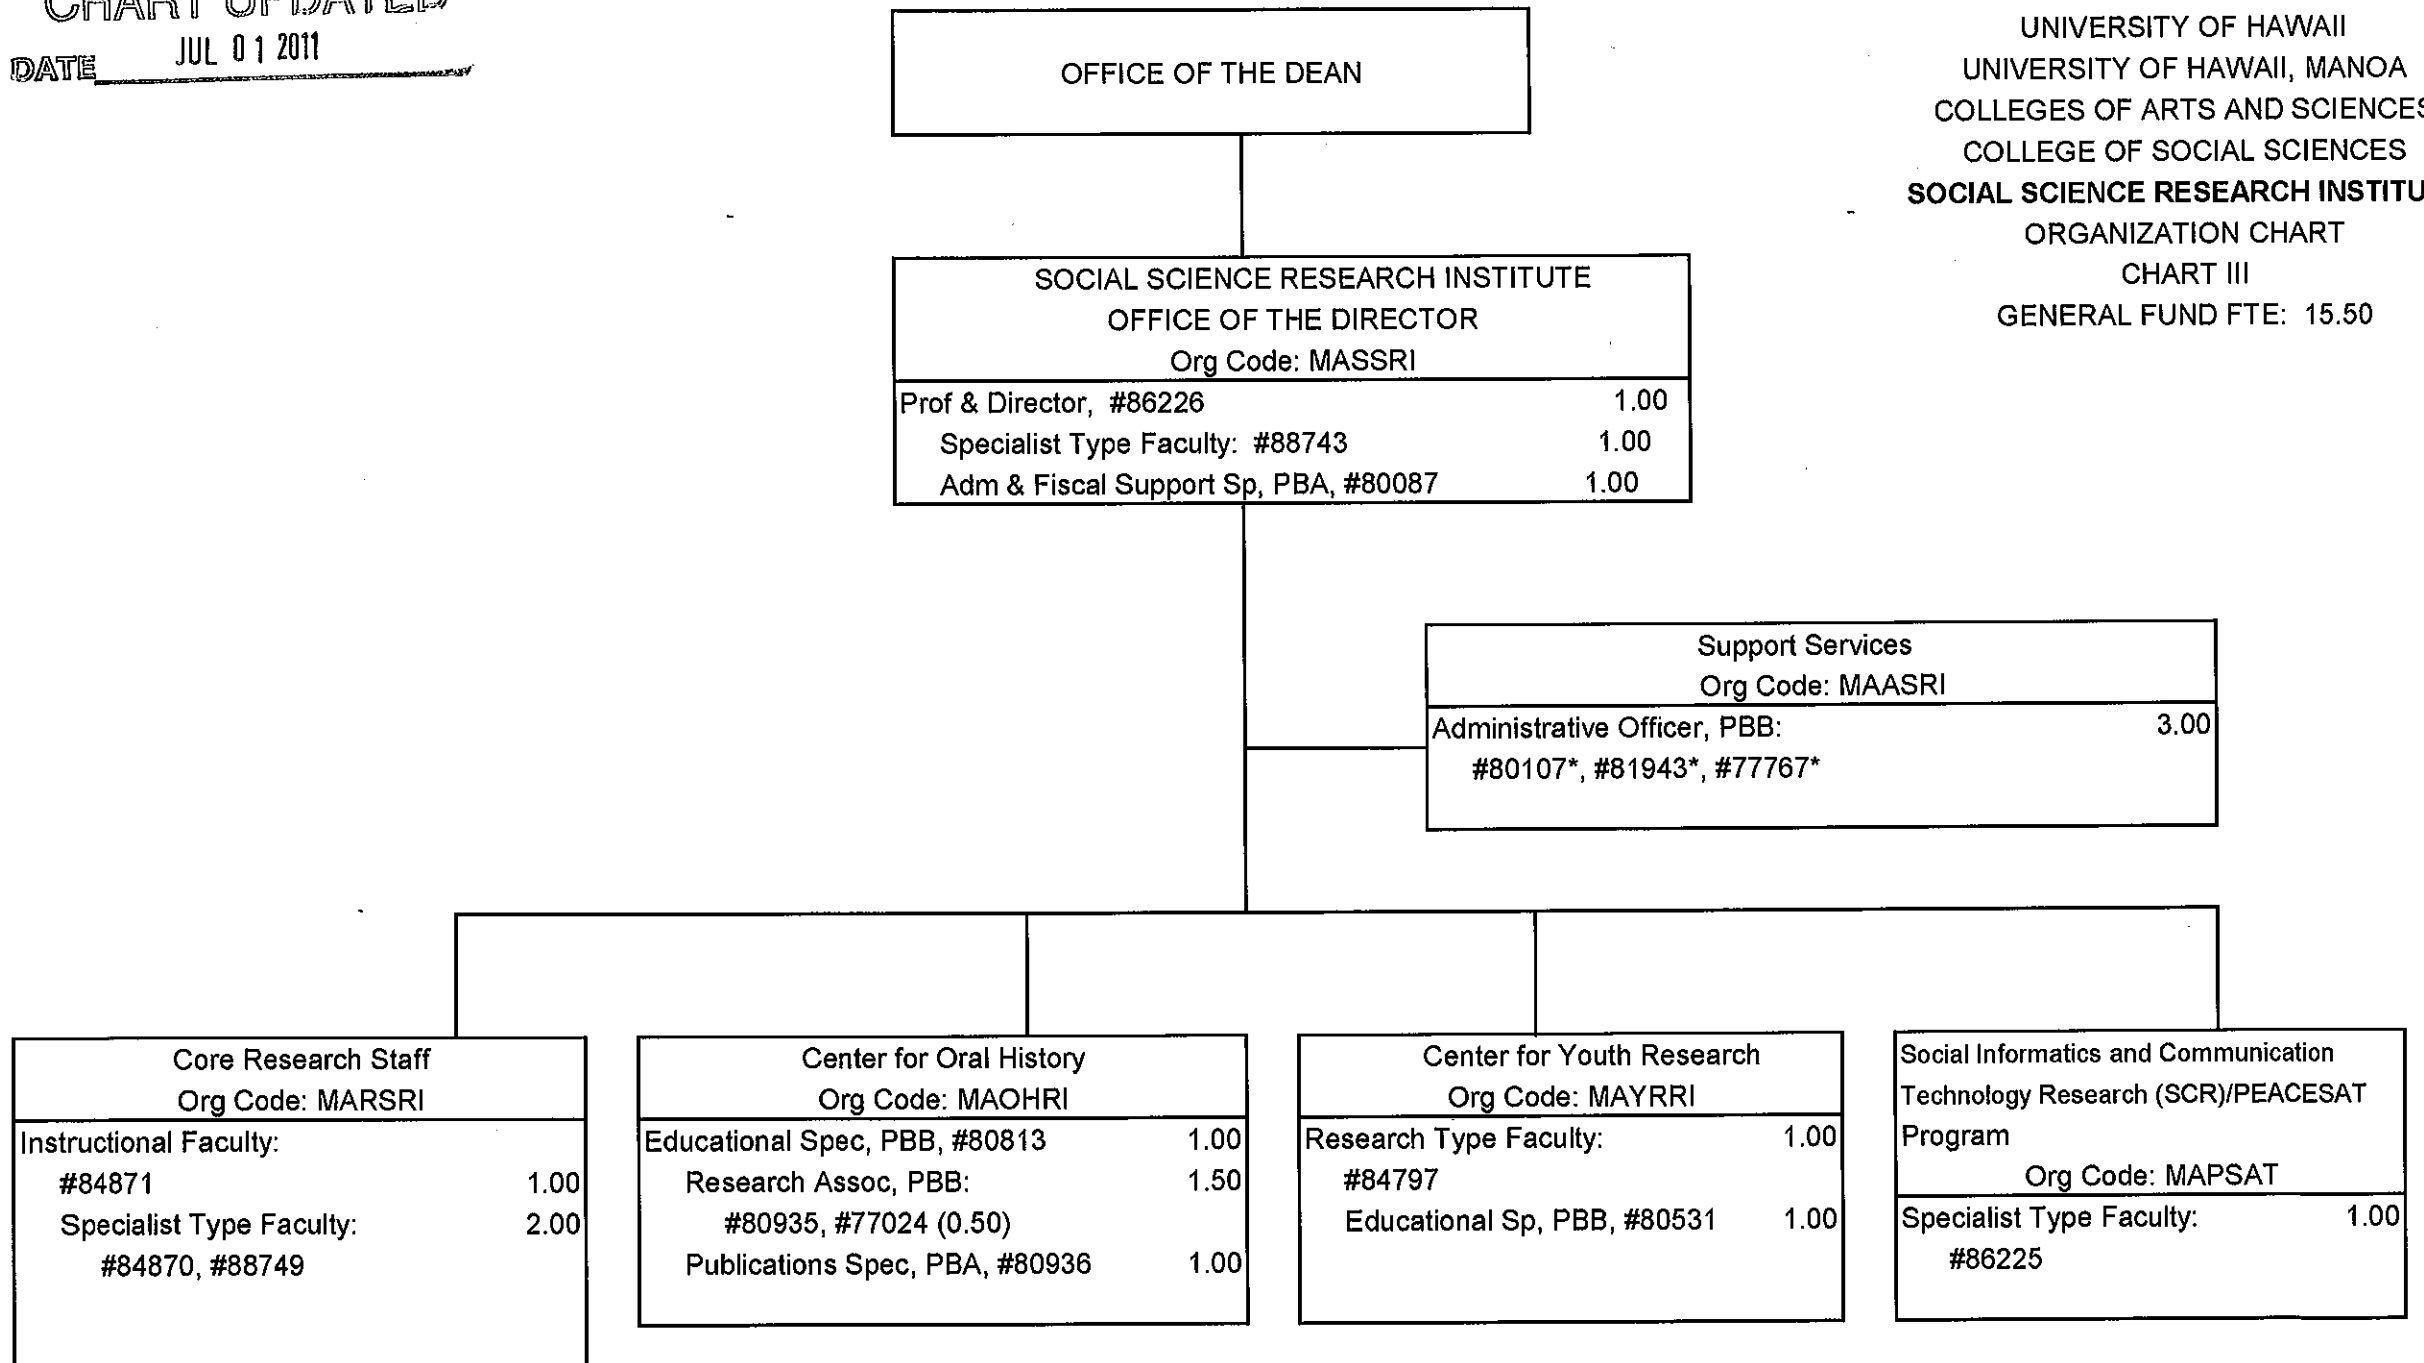 CHART UPDATED
DATE JUL 01 2011
UNIVERSITY OF HAWAII
UNIVERSITY OF HAWAII, MANOA
COLLEGES OF ARTS AND SCIENCES
COLLEGE OF SOCIAL SCIENCES
SOCIAL SCIENCE RESEARCH INSTITU
ORGANIZATION CHART
CHART III
GENERAL FUND FTE: 15.50
OFFICE OF THE DEAN
SOCIAL SCIENCE RESEARCH INSTITUTE
OFFICE OF THE DIRECTOR
Org Code: MASSRI
Prof & Director, #86226 1.00
Specialist Type Faculty: #88743 1.00
Adm & Fiscal Support Sp, PBA, #80087 1.00
Support Services
Org Code: MAASRI
Administrative Officer, PBB: 3.00
#80107*, #81943*, #77767*
Core Research Staff
Org Code: MARSRI
Instructional Faculty:
#84871 1.00
Specialist Type Faculty: 2.00
#84870, #88749
Center for Oral History
Org Code: MAOHRI
Educational Spec, PBB, #80813 1.00
Research Assoc, PBB: 1.50
#80935, #77024 (0.50)
Publications Spec, PBA, #80936 1.00
Center for Youth Research
Org Code: MAYRRI
Research Type Faculty: 1.00
#84797
Educational Sp, PBB, #80531 1.00
Social Informatics and Communication
Technology Research (SCR)/PEACESAT
Program
Org Code: MAPSAT
Specialist Type Faculty: 1.00
#86225